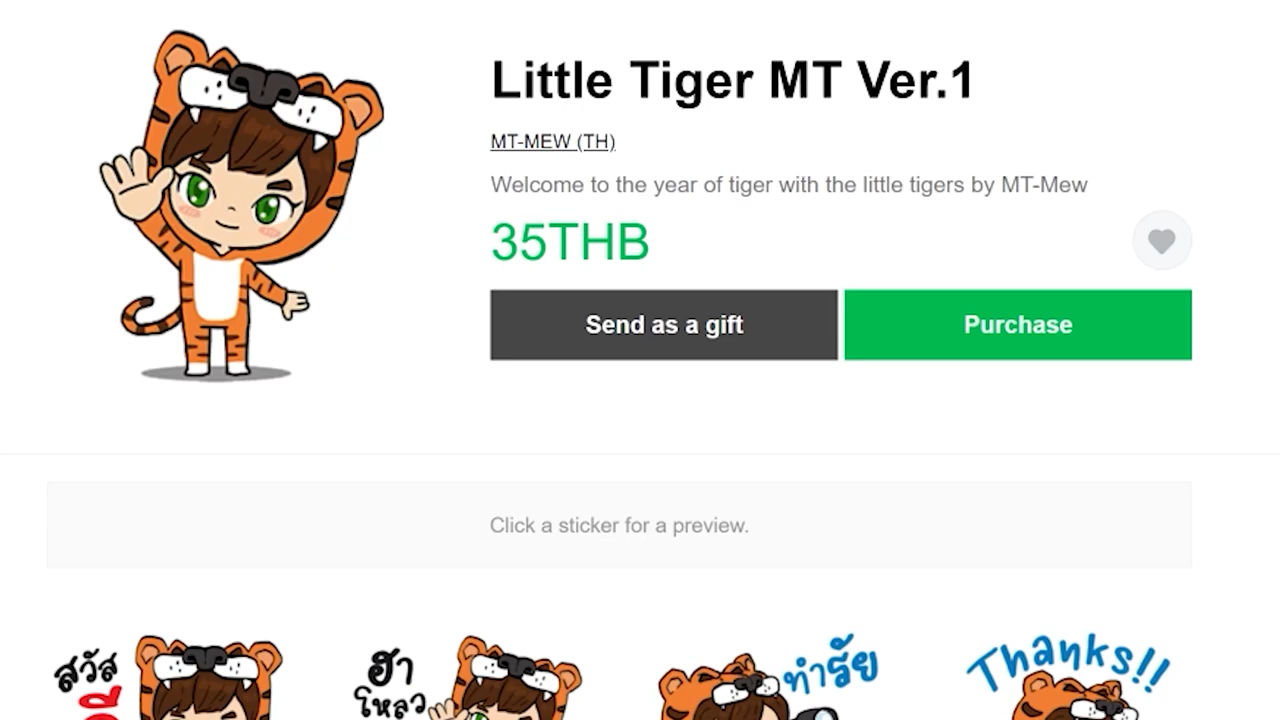 Little Tiger MT Ver.1
MT-MEW (TH)
Welcome to the year of tiger with the little tigers by MT-Mew
35THB
Send as a gift
Purchase
Click a sticker for a preview.
สวัส
ดี
ฮา
โหลว
ทำรัย
Thanks!!